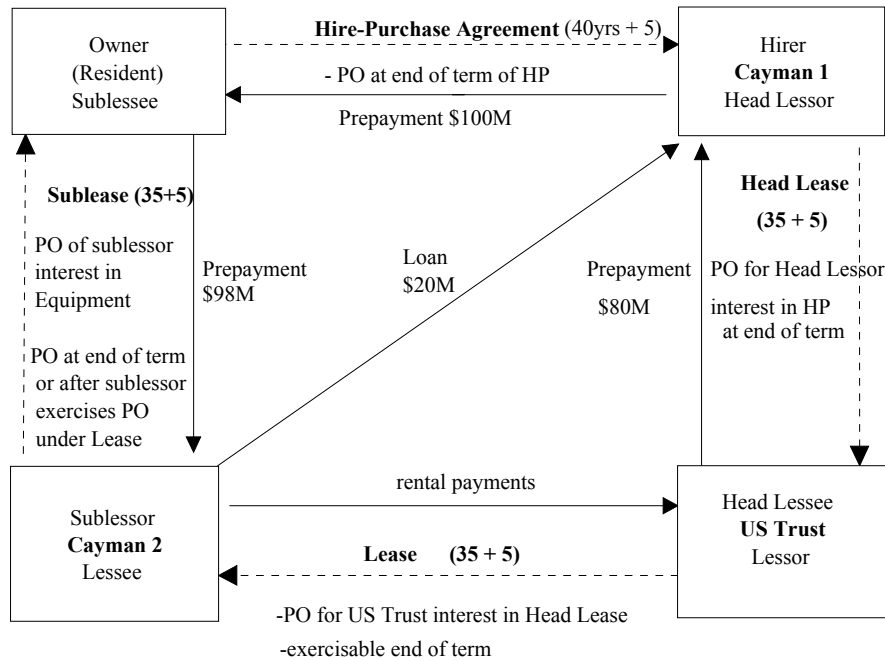 Owner
(Resident)
Sublessee
Hire-Purchase Agreement (40yrs + 5)
- PO at end of term of HP
Prepayment $100M
Hirer
Cayman 1
Head Lessor
Sublease (35+5)
PO of sublessor
interest in
Equipment
PO at end of term
or after sublessor
exercises PO
under Lease
Prepayment
$98M
Loan
$20M
Prepayment
$80M
Head Lease
(35 + 5)
PO for Head Lessor
interest in HP
at end of term
Sublessor
Cayman 2
Lessee
rental payments
Lease (35 + 5)
-PO for US Trust interest in Head Lease
-exercisable end of term
Head Lessee
US Trust
Lessor